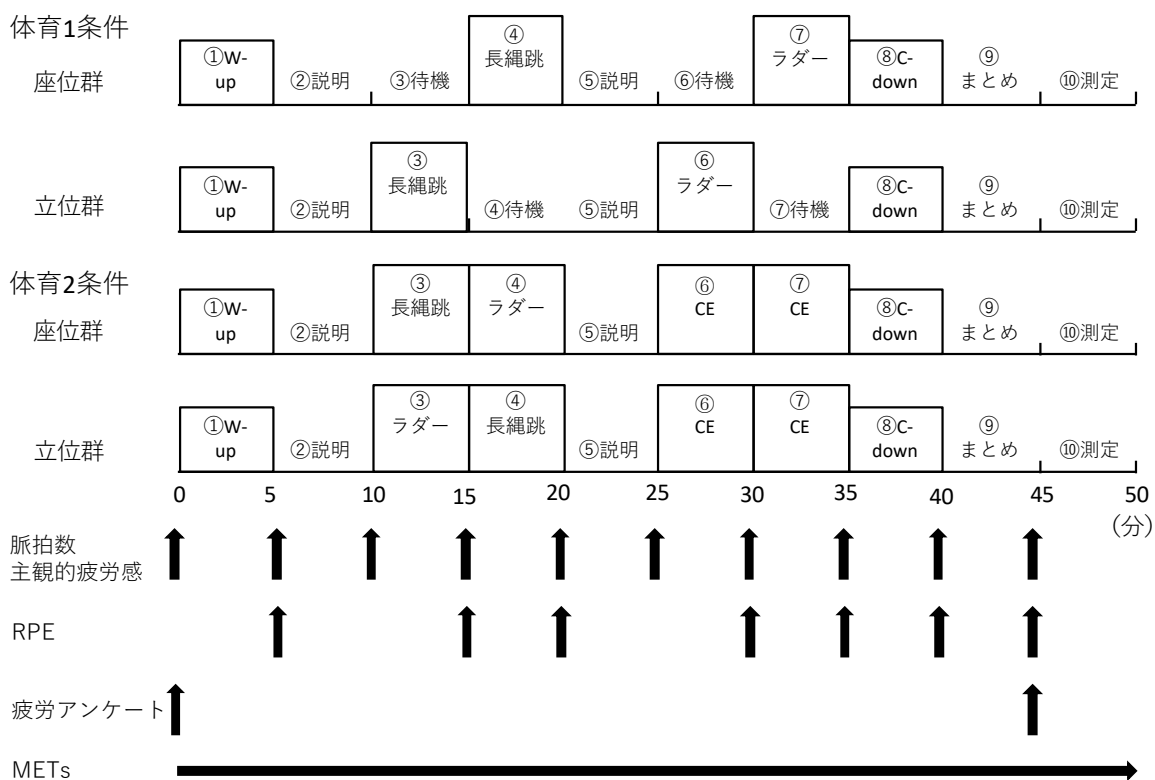 体育1条件
座位群
①W-
up
②説明
③待機
④
長縄跳
⑤説明
⑥待機
⑦
ラダー
⑧C-
down
⑨
まとめ
⑩測定
立位群
①W-
up
②説明
③
長縄跳
④待機
⑤説明
⑥
ラダー
⑦待機
⑧C-
down
⑨
まとめ
⑩測定
体育2条件
座位群
①W-
up
②説明
③
長縄跳
④
ラダー
⑤説明
⑥
CE
⑦
CE
⑧C-
down
⑨
まとめ
⑩測定
立位群
①W-
up
②説明
③
ラダー
④
長縄跳
⑤説明
⑥
CE
⑦
CE
⑧C-
down
⑨
まとめ
⑩測定
0 5 10 15 20 25 30 35 40 45 50
(分)
脈拍数
主観的疲労感
RPE
疲労アンケート
METs